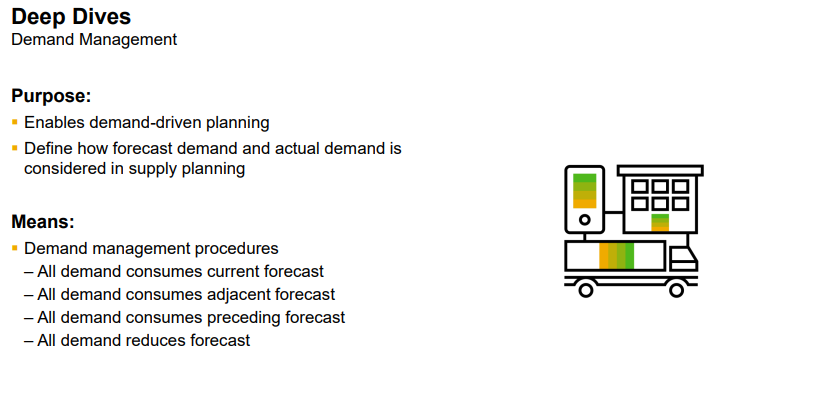 Deep Dives
Demand Management
Purpose:
▪ Enables demand-driven planning
▪ Define how forecast demand and actual demand is
considered in supply planning
Means:
▪ Demand management procedures
– All demand consumes current forecast
– All demand consumes adjacent forecast
– All demand consumes preceding forecast
– All demand reduces forecast